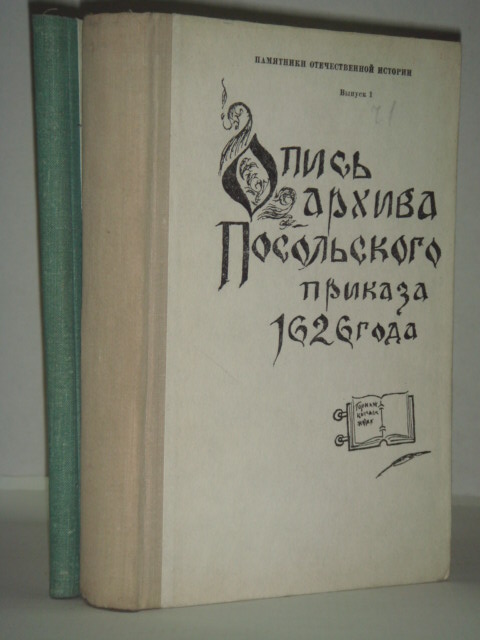 ПАМЯТНИКИ ОТЕЧЕСТВЕННОЙ ИСТОРИИ
Выпуск 1
Опись
архива
Посольского
приказа
1626 года